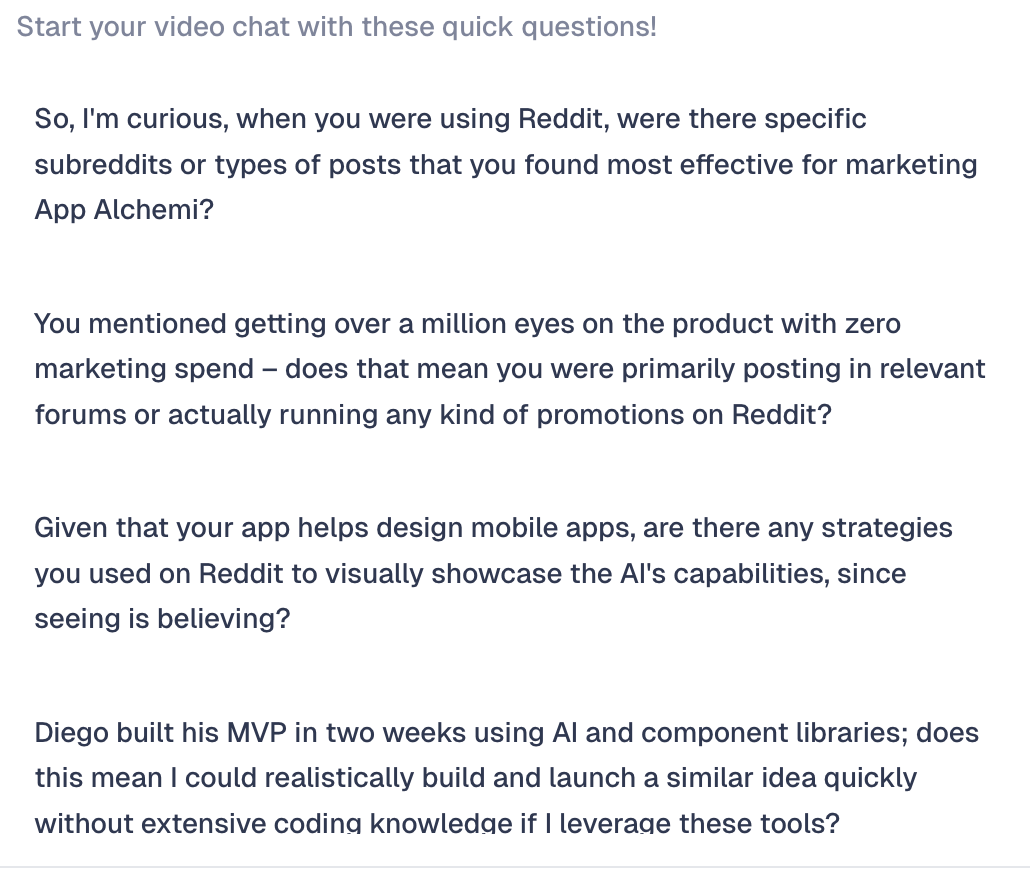 Start your video chat with these quick questions!
So, I'm curious, when you were using Reddit, were there specific
subreddits or types of posts that you found most effective for marketing
App Alchemi?
You mentioned getting over a million eyes on the product with zero
marketing spend – does that mean you were primarily posting in relevant
forums or actually running any kind of promotions on Reddit?
Given that your app helps design mobile apps, are there any strategies
you used on Reddit to visually showcase the AI's capabilities, since
seeing is believing?
Diego built his MVP in two weeks using AI and component libraries; does
this mean I could realistically build and launch a similar idea quickly
without extensive coding knowledge if I leverage these tools?